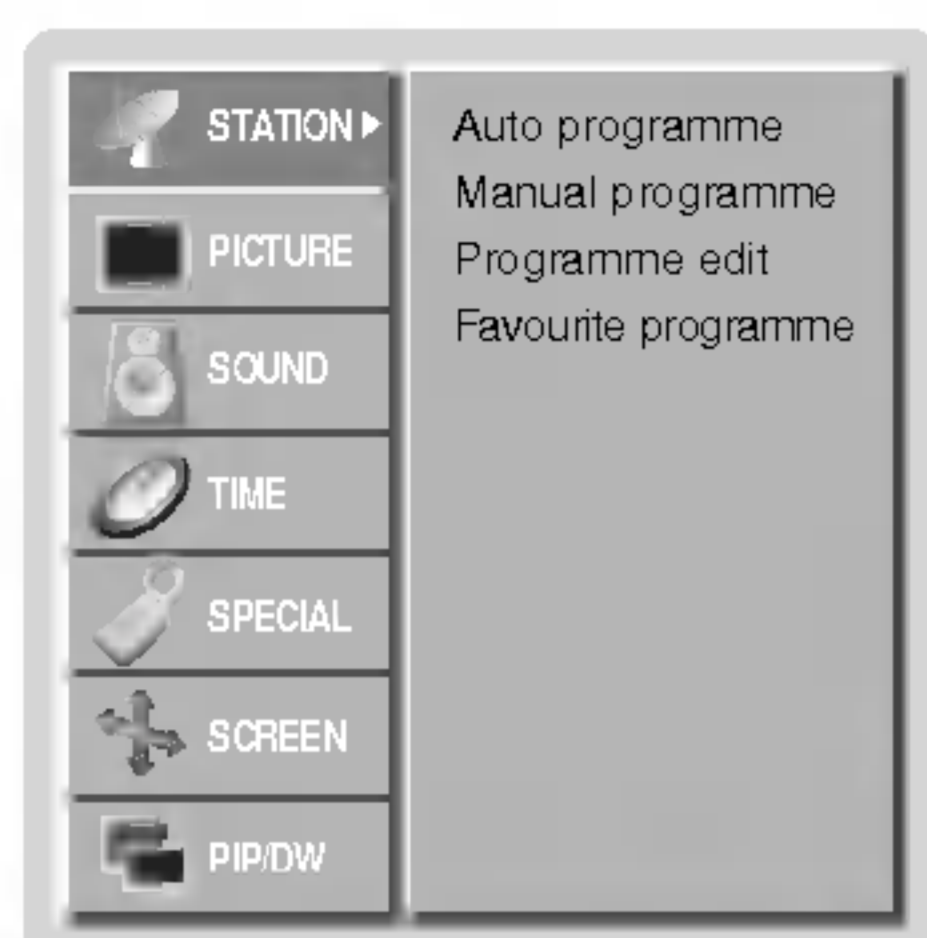 STATION
PICTURE
SOUND
TIME
SPECIAL
SCREEN
PIP/DW
Auto programme
Manual programme
Programme edit
Favourite programme